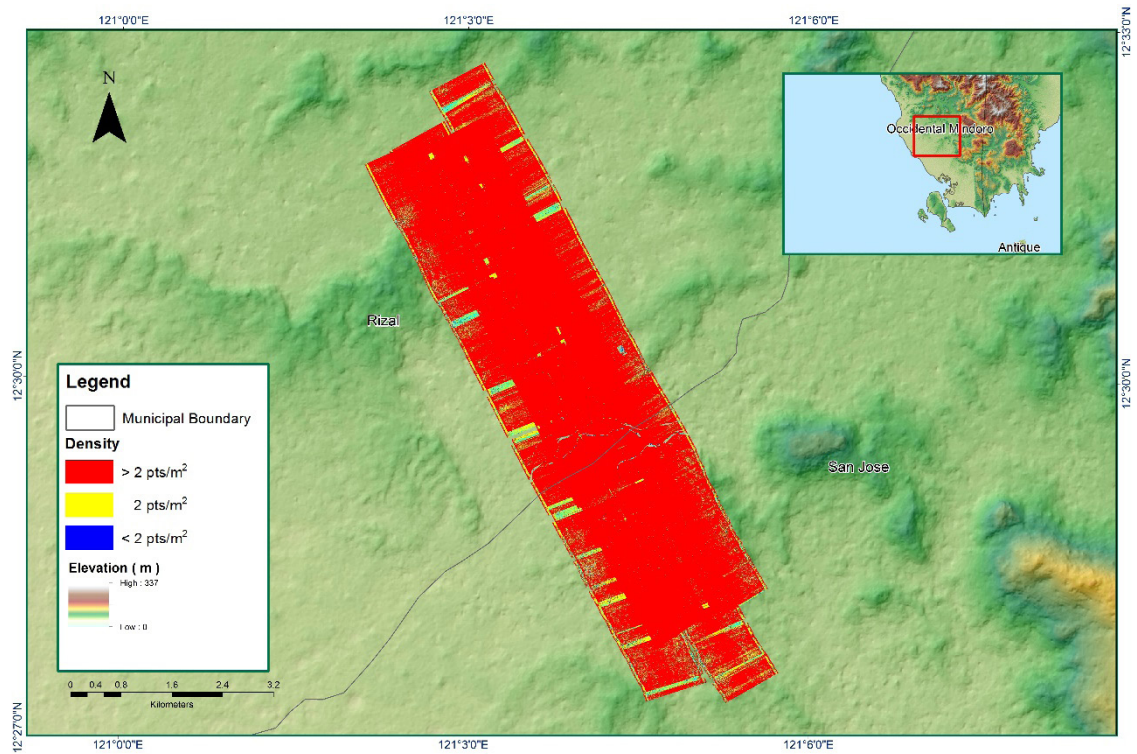 121°0'0"E
121°3'0"E
121°6'0"E
12°33'0"N
N
Occidental Mindoro
Antique
Rizal
12°30'0"N
12°30'0"N
Legend
Municipal Boundary
Density
> 2 pts/m²
2 pts/m²
< 2 pts/m²
Elevation ( m )
High : 337
Low : 0
San Jose
0 0.4 0.8 1.6 2.4 3.2
Kilometers
12°27'0"N
121°0'0"E
121°3'0"E
121°6'0"E